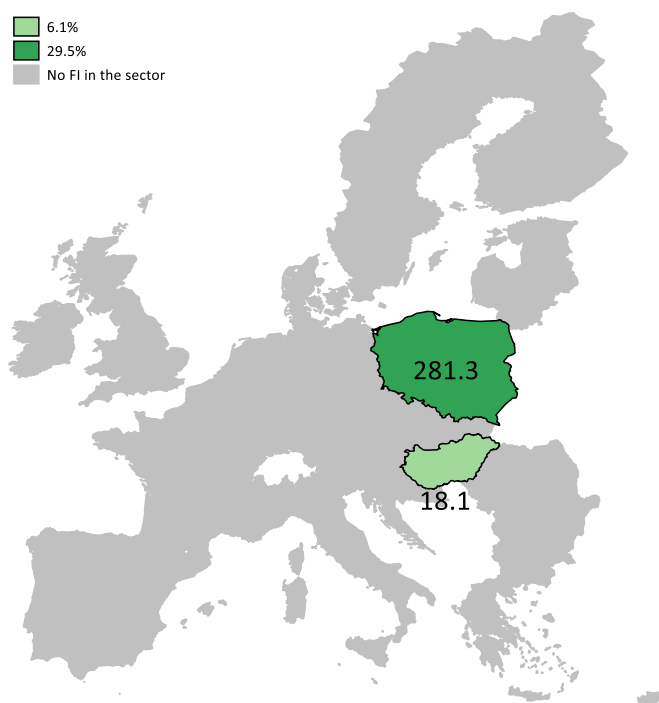 6.1%
29.5%
No FI in the sector
281.3
18.1